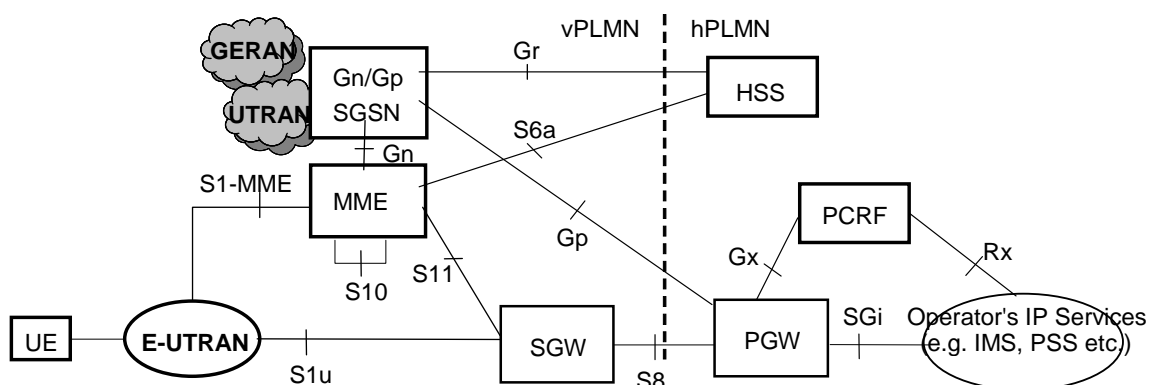 vPLMN
hPLMN
GERAN
UTRAN
Gn/Gp
SGSN
Gr
HSS
S6a
Gn
S1-MME
MME
Gp
PCRF
Gx
Rx
S10
S11
UE
E-UTRAN
S1u
SGW
S8
PGW
SGi
Operator's IP Services
(e.g. IMS, PSS etc.)